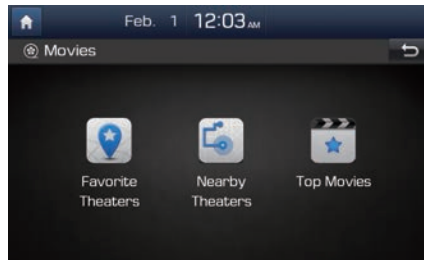 Feb. 1 12:03 AM
Movies
Favorite
Theaters
Nearby
Theaters
Top Movies